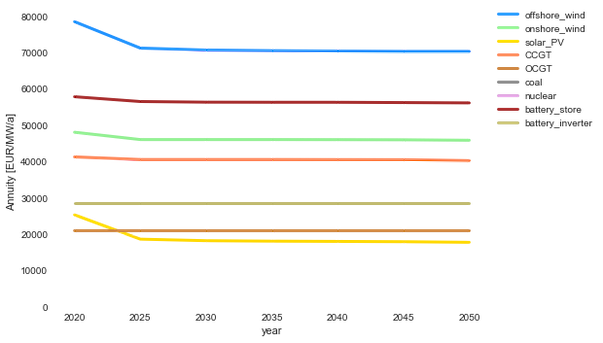 80000
70000
60000
50000
40000
30000
20000
10000
0
Annuity [EUR/MW/a]
2020 2025 2030 2035 2040 2045 2050
year
offshore_wind
onshore_wind
solar_PV
CCGT
OCGT
coal
nuclear
battery_store
battery_inverter